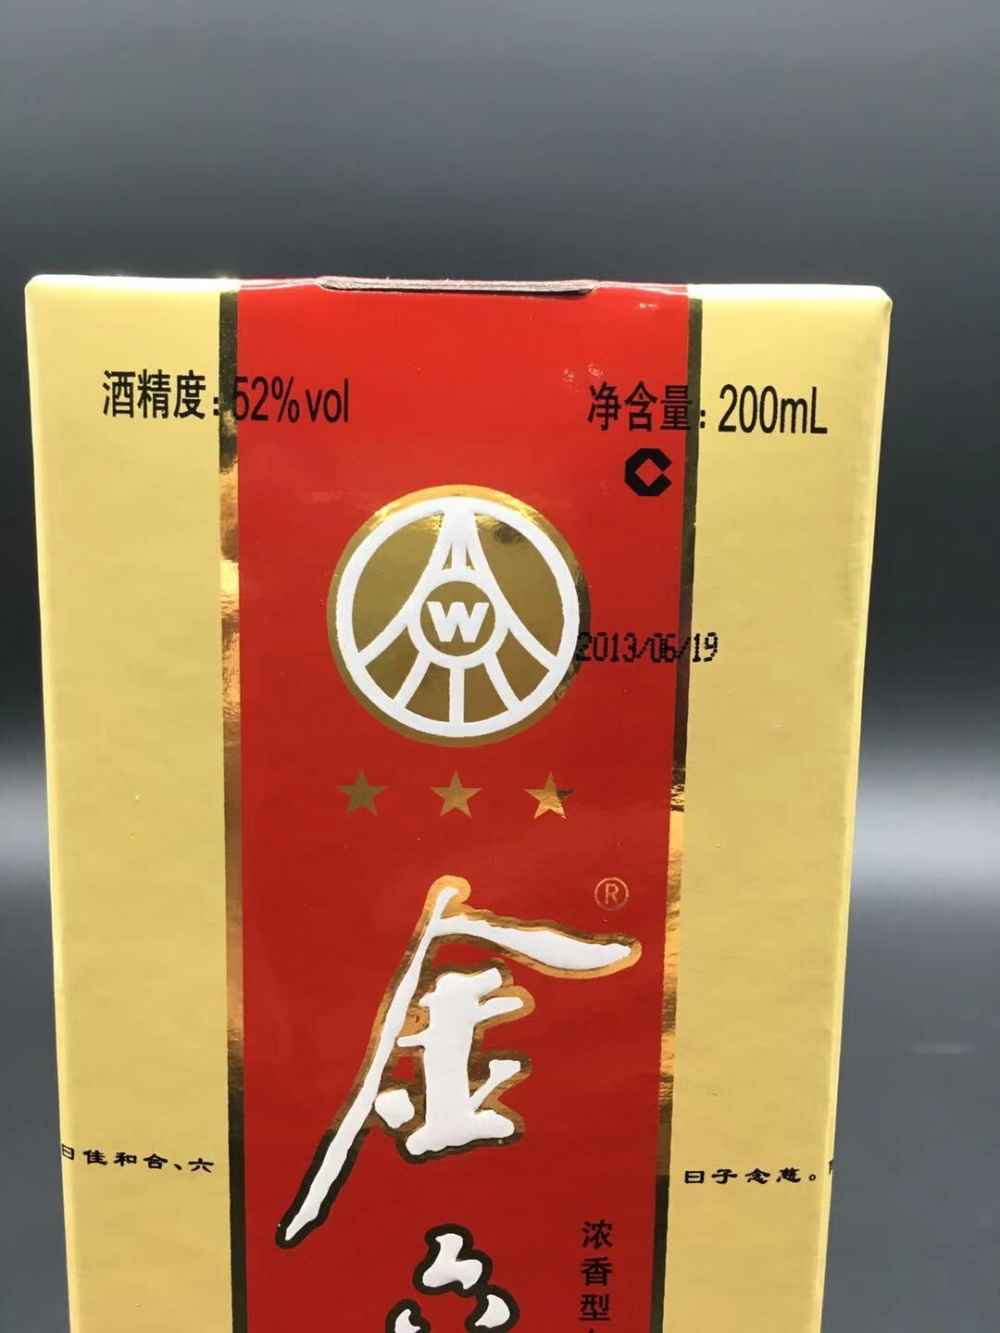 酒精度：52%vol
净含量：200mL
C
W
2013/06/19
®
金六
日佳和合、六
日子念慈。
浓香型